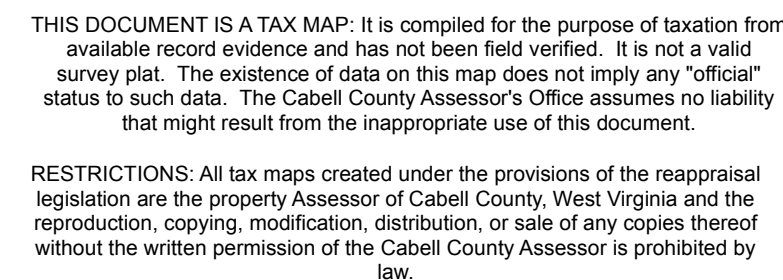 THIS DOCUMENT IS A TAX MAP: It is compiled for the purpose of taxation from
available record evidence and has not been field verified. It is not a valid
survey plat. The existence of data on this map does not imply any "official"
status to such data. The Cabell County Assessor's Office assumes no liability
that might result from the inappropriate use of this document.
RESTRICTIONS: All tax maps created under the provisions of the reappraisal
legislation are the property Assessor of Cabell County, West Virginia and the
reproduction, copying, modification, distribution, or sale of any copies thereof
without the written permission of the Cabell County Assessor is prohibited by
law.